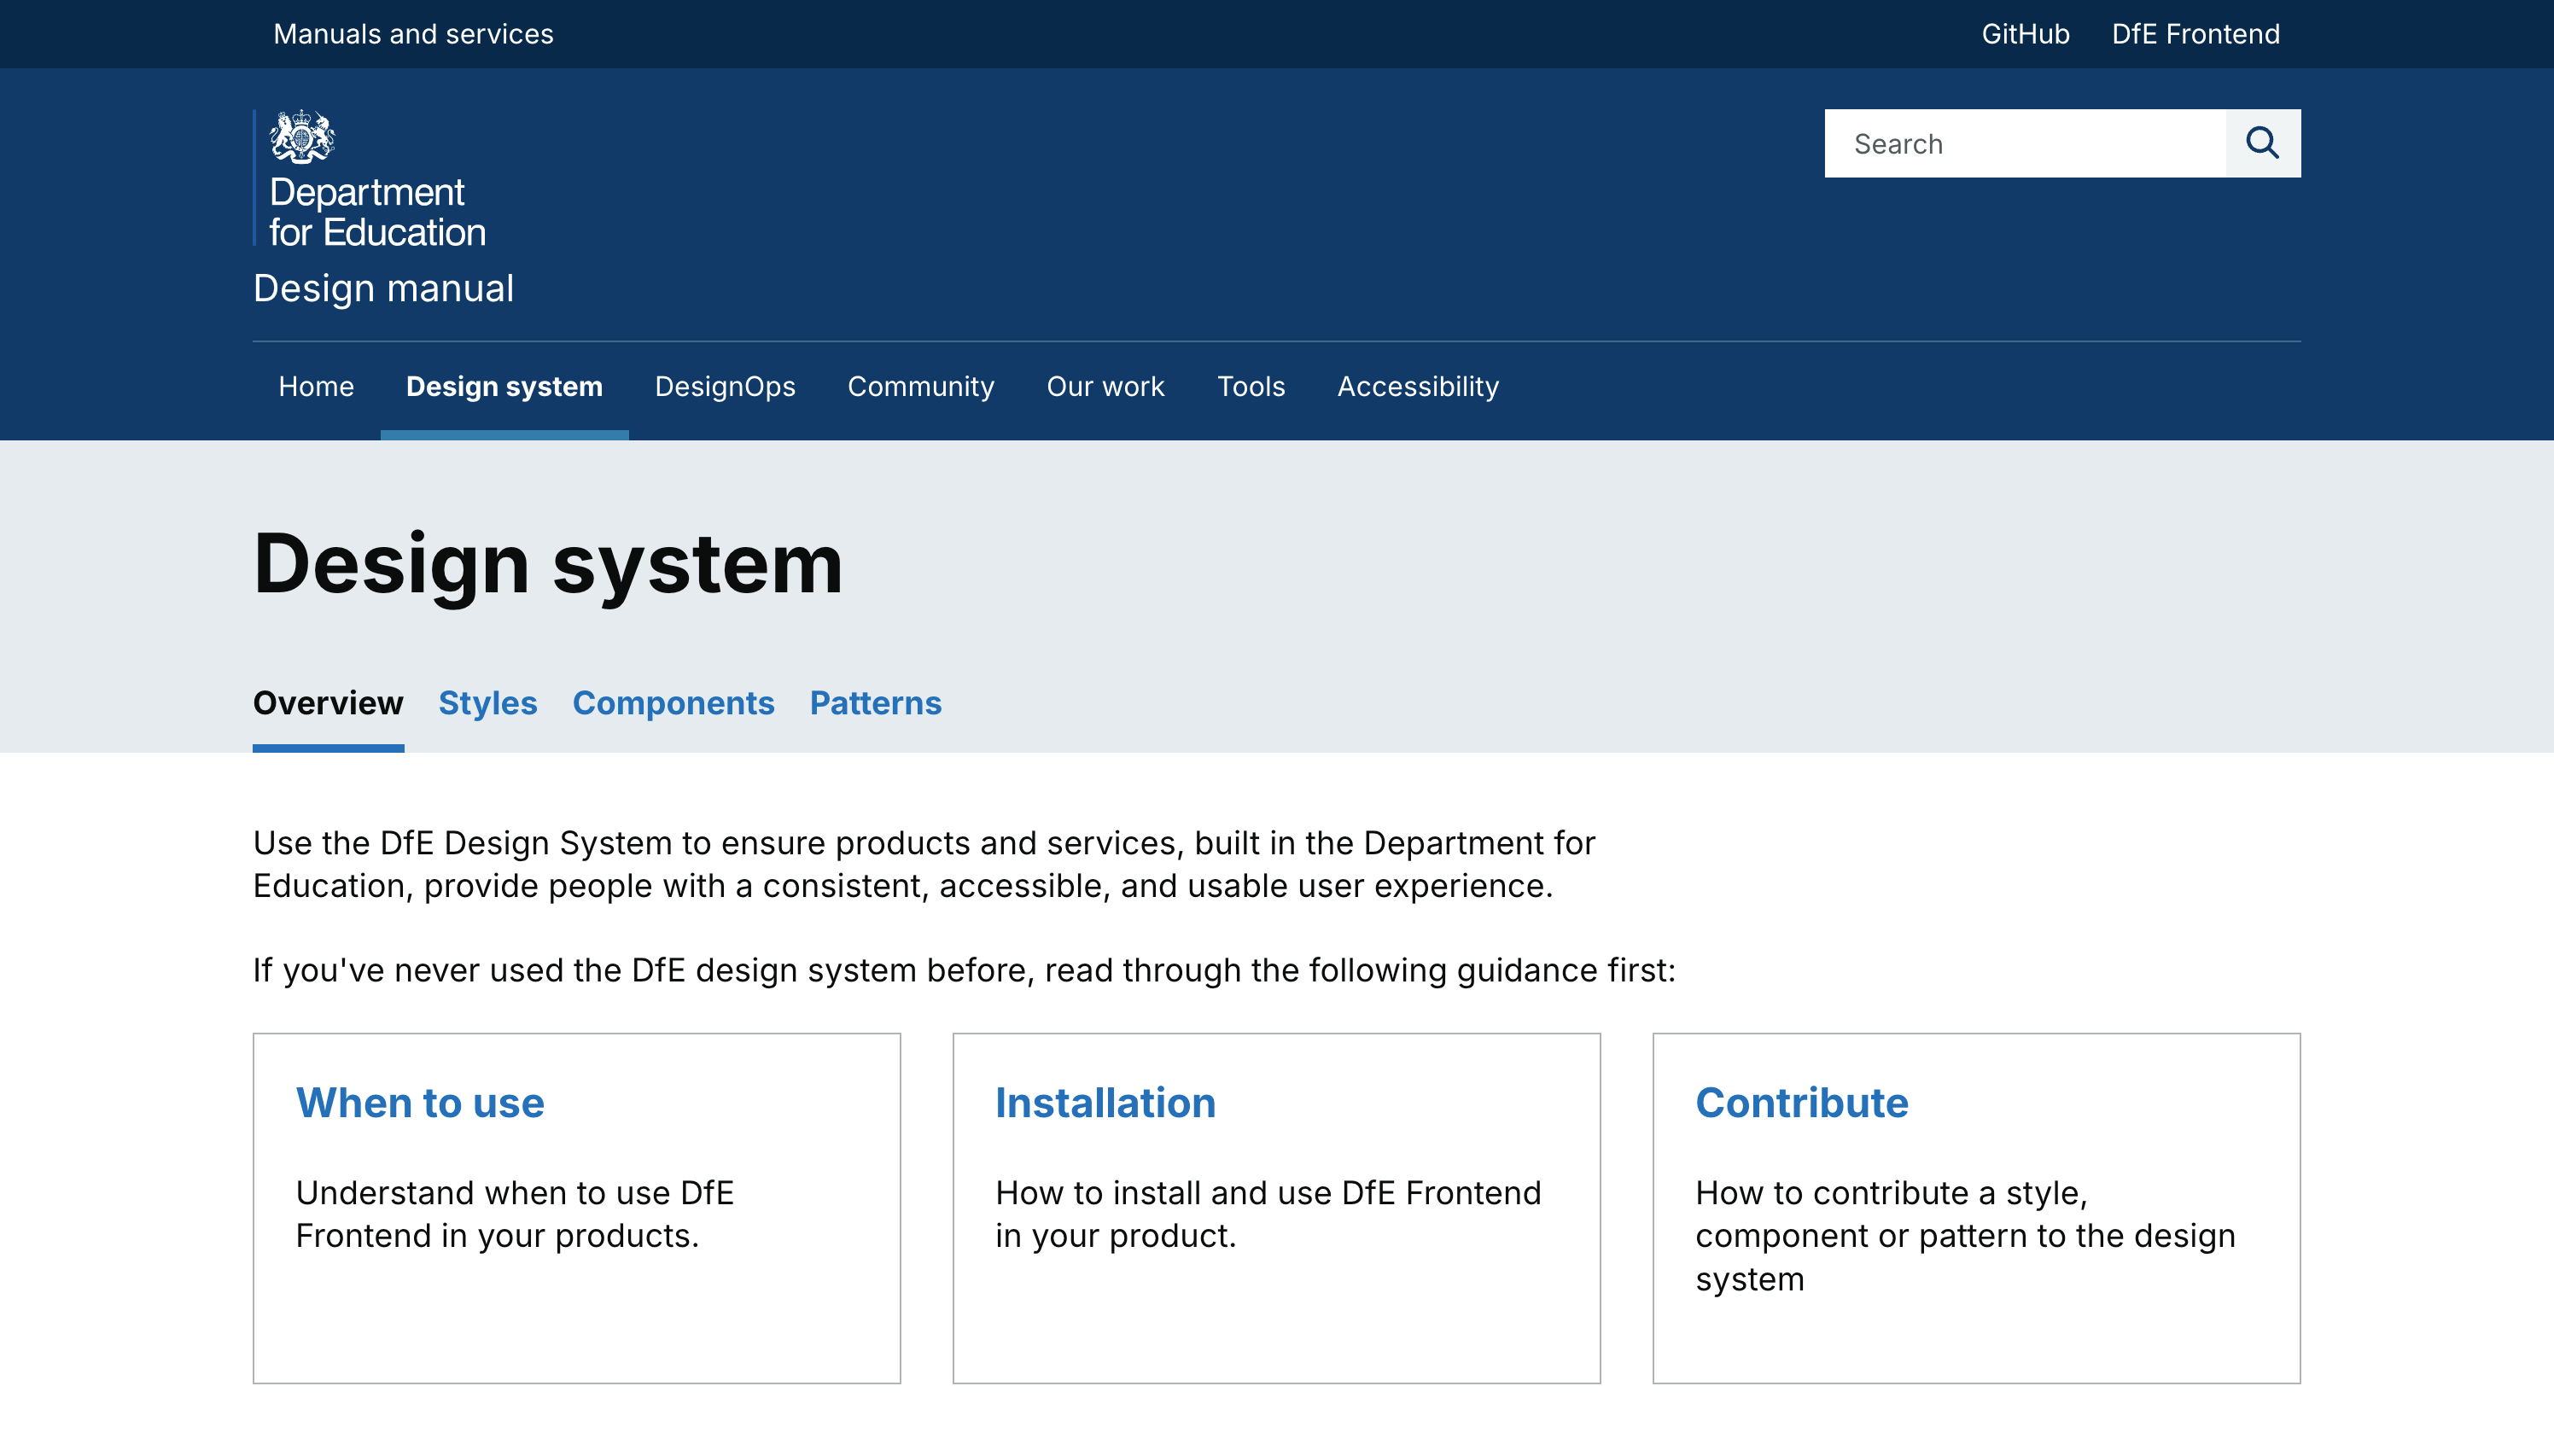 Manuals and services
GitHub
DfE Frontend
Department
for Education
Design manual
Search
Home
Design system
DesignOps
Community
Our work
Tools
Accessibility
Design system
Overview
Styles
Components
Patterns
Use the DfE Design System to ensure products and services, built in the Department for
Education, provide people with a consistent, accessible, and usable user experience.
If you've never used the DfE design system before, read through the following guidance first:
When to use
Understand when to use DfE
Frontend in your products.
Installation
How to install and use DfE Frontend
in your product.
Contribute
How to contribute a style,
component or pattern to the design
system